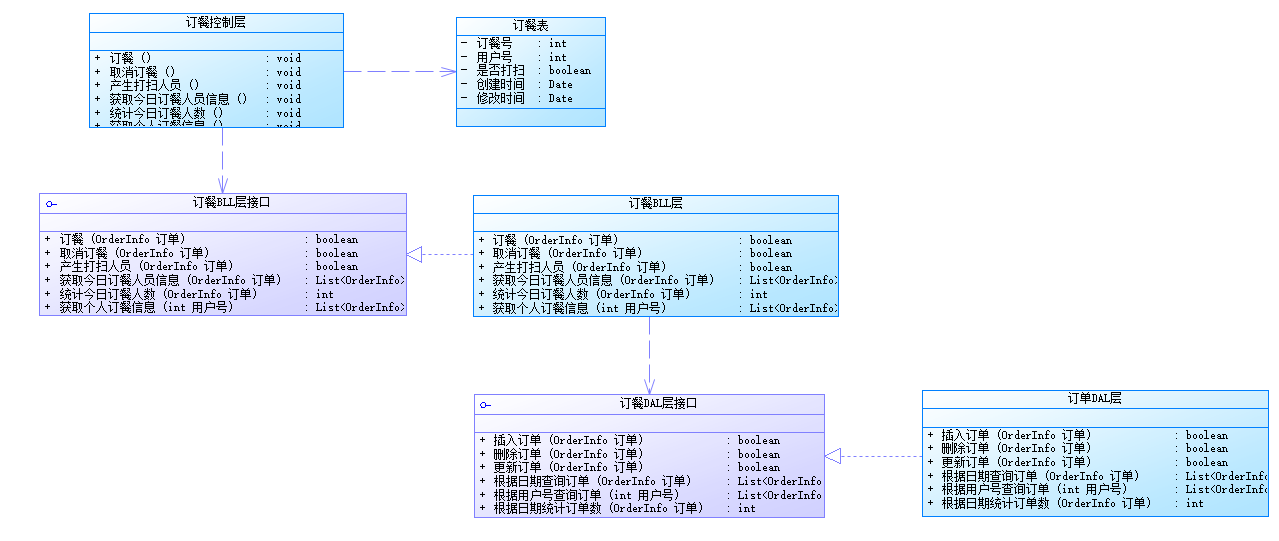 订餐控制层
+ 订餐 () : void
+ 取消订餐 () : void
+ 产生打扫人员 () : void
+ 获取今日订餐人员信息 () : void
+ 统计今日订餐人数 () : void
+ 获取个人订餐信息 () : void
订餐表
- 订餐号 : int
- 用户号 : int
- 是否打扫 : boolean
- 创建时间 : Date
- 修改时间 : Date
订餐BLL层接口
+ 订餐 (OrderInfo 订单) : boolean
+ 取消订餐 (OrderInfo 订单) : boolean
+ 产生打扫人员 (OrderInfo 订单) : boolean
+ 获取今日订餐人员信息 (OrderInfo 订单) : List<OrderInfo>
+ 统计今日订餐人数 (OrderInfo 订单) : int
+ 获取个人订餐信息 (int 用户号) : List<OrderInfo>
订餐BLL层
+ 订餐 (OrderInfo 订单) : boolean
+ 取消订餐 (OrderInfo 订单) : boolean
+ 产生打扫人员 (OrderInfo 订单) : boolean
+ 获取今日订餐人员信息 (OrderInfo 订单) : List<OrderInfo>
+ 统计今日订餐人数 (OrderInfo 订单) : int
+ 获取个人订餐信息 (int 用户号) : List<OrderInfo>
订餐DAL层接口
+ 插入订单 (OrderInfo 订单) : boolean
+ 删除订单 (OrderInfo 订单) : boolean
+ 更新订单 (OrderInfo 订单) : boolean
+ 根据日期查询订单 (OrderInfo 订单) : List<OrderInfo
+ 根据用户号查询订单 (int 用户号) : List<OrderInfo
+ 根据日期统计订单数 (OrderInfo 订单) : int
订单DAL层
+ 插入订单 (OrderInfo 订单) : boolean
+ 删除订单 (OrderInfo 订单) : boolean
+ 更新订单 (OrderInfo 订单) : boolean
+ 根据日期查询订单 (OrderInfo 订单) : List<OrderInfo
+ 根据用户号查询订单 (int 用户号) : List<OrderInfo
+ 根据日期统计订单数 (OrderInfo 订单) : int